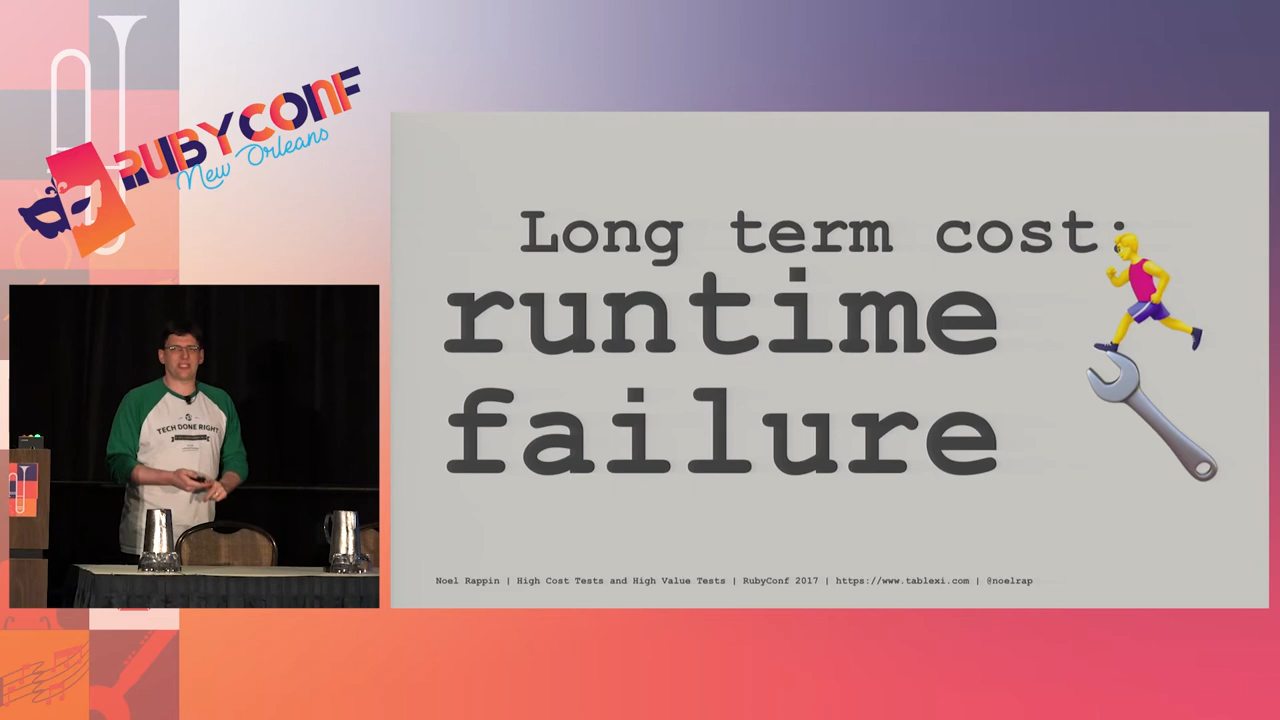 RUBYCONF
New Orleans
TECH DONE RIGHT
Long term cost:
runtime
failure
Noel Rappin | High Cost Tests and High Value Tests | RubyConf 2017 | https://www.tablexi.com | @noelrap